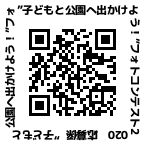 "子どもと公園へ出かけよ
う！"フォトコンテスト2
020 応募係 "子どもと
公園へ出かけよう！"フォ